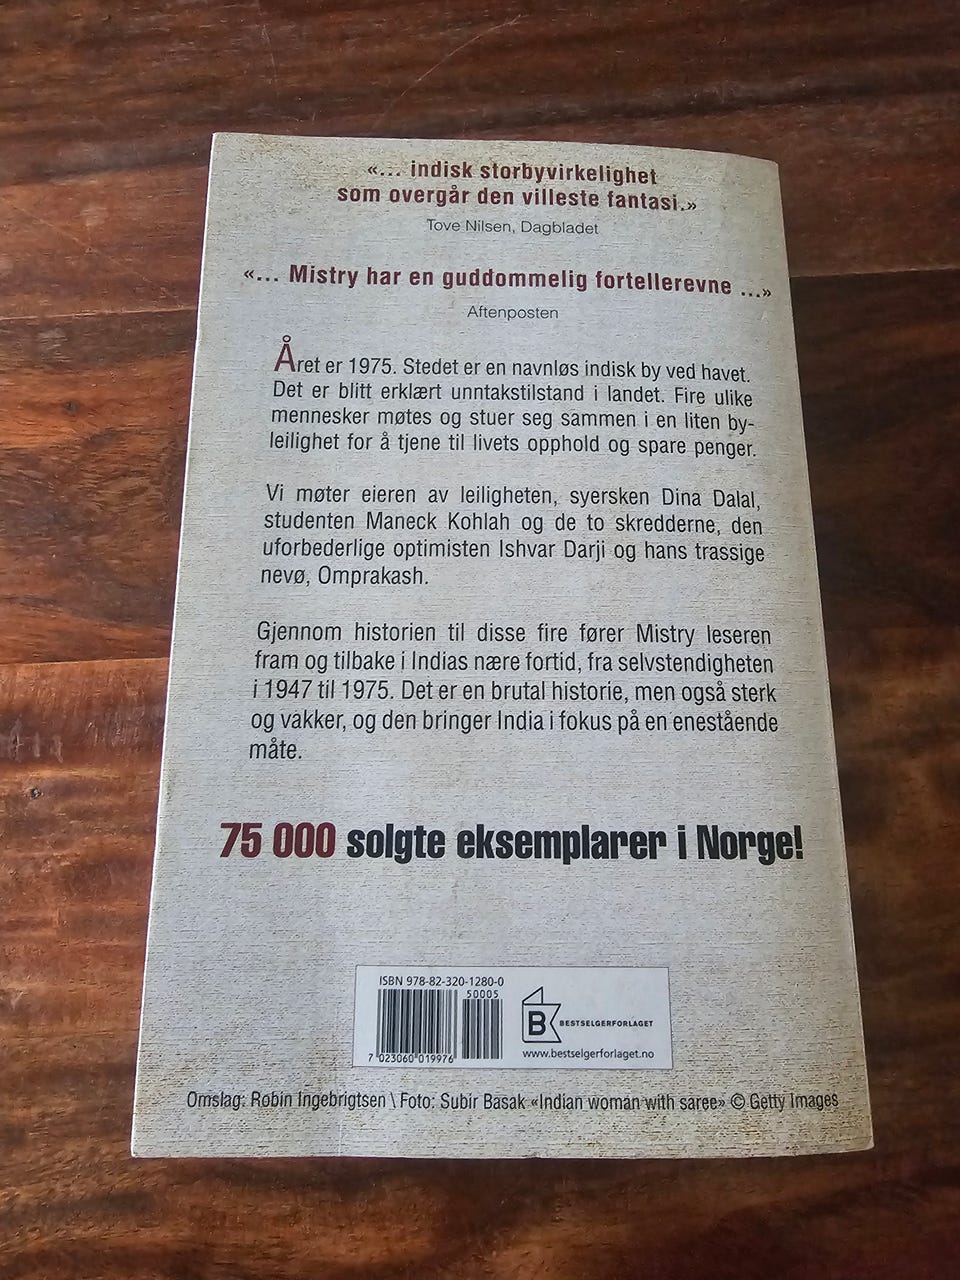 «... indisk storbyvirkelighet
som overgår den villeste fantasi.»
Tove Nilsen, Dagbladet
«... Mistry har en guddommelig fortellerevne ...»
Aftenposten
Året er 1975. Stedet er en navnløs indisk by ved havet.
Det er blitt erklært unntakstilstand i landet. Fire ulike
mennesker møtes og stuer seg sammen i en liten by-
leilighet for å tjene til livets opphold og spare penger.
Vi møter eieren av leiligheten, syersken Dina Dalal,
studenten Maneck Kohlah og de to skredderne, den
uforbederlige optimisten Ishvar Darji og hans trassige
nevø, Omprakash.
Gjennom historien til disse fire fører Mistry leseren
fram og tilbake i Indias nære fortid, fra selvstendigheten
i 1947 til 1975. Det er en brutal historie, men også sterk
og vakker, og den bringer India i fokus på en enestående
måte.
75 000 solgte eksemplarer i Norge!
ISBN 978-82-320-1280-0
50005
7 023060 019976
B BESTSELGERFORLAGET
www.bestselgerforlaget.no
Omslag: Robin Ingebrigtsen \ Foto: Subir Basak «Indian woman with saree» © Getty Images